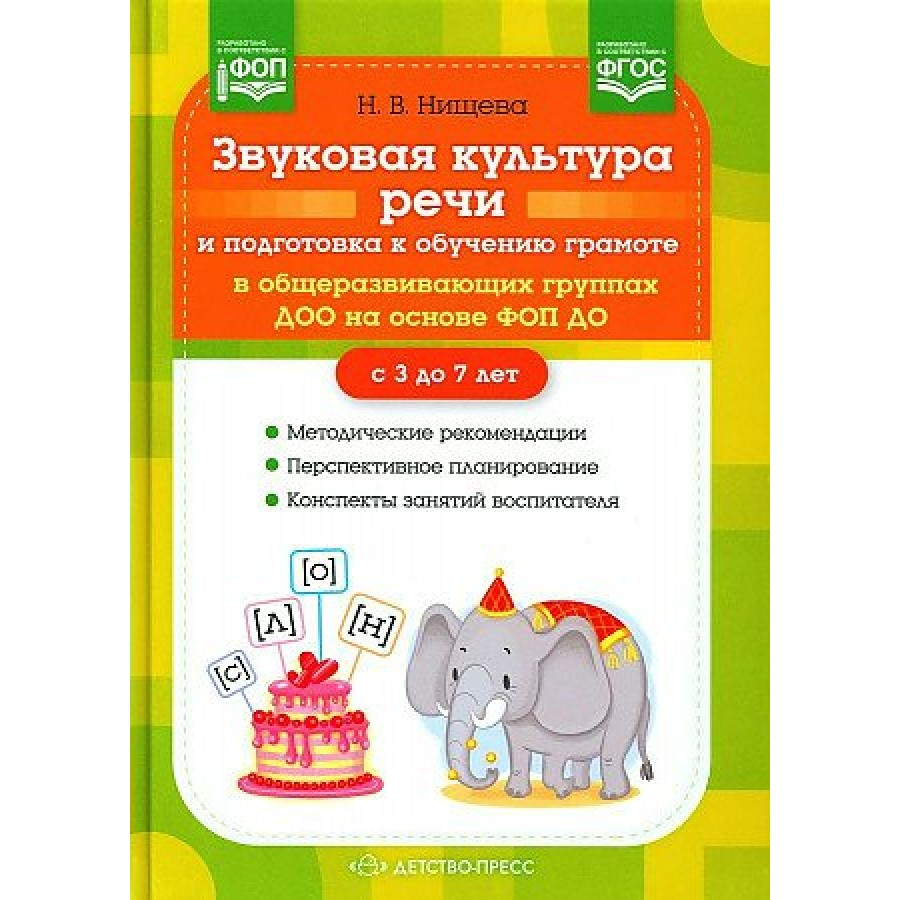 РАЗРАБОТАНО
В СООТВЕТСТВИИ С
ФОП
РАЗРАБОТАНО
В СООТВЕТСТВИИ С
ФГОС
Н. В. Нищева
Звуковая культура
речи
и подготовка к обучению грамоте
в общеразвивающих группах
ДОО на основе ФОП ДО
с 3 до 7 лет
Методические рекомендации
Перспективное планирование
Конспекты занятий воспитателя
[с]
[л]
[о]
[н]
ДЕТСТВО-ПРЕСС